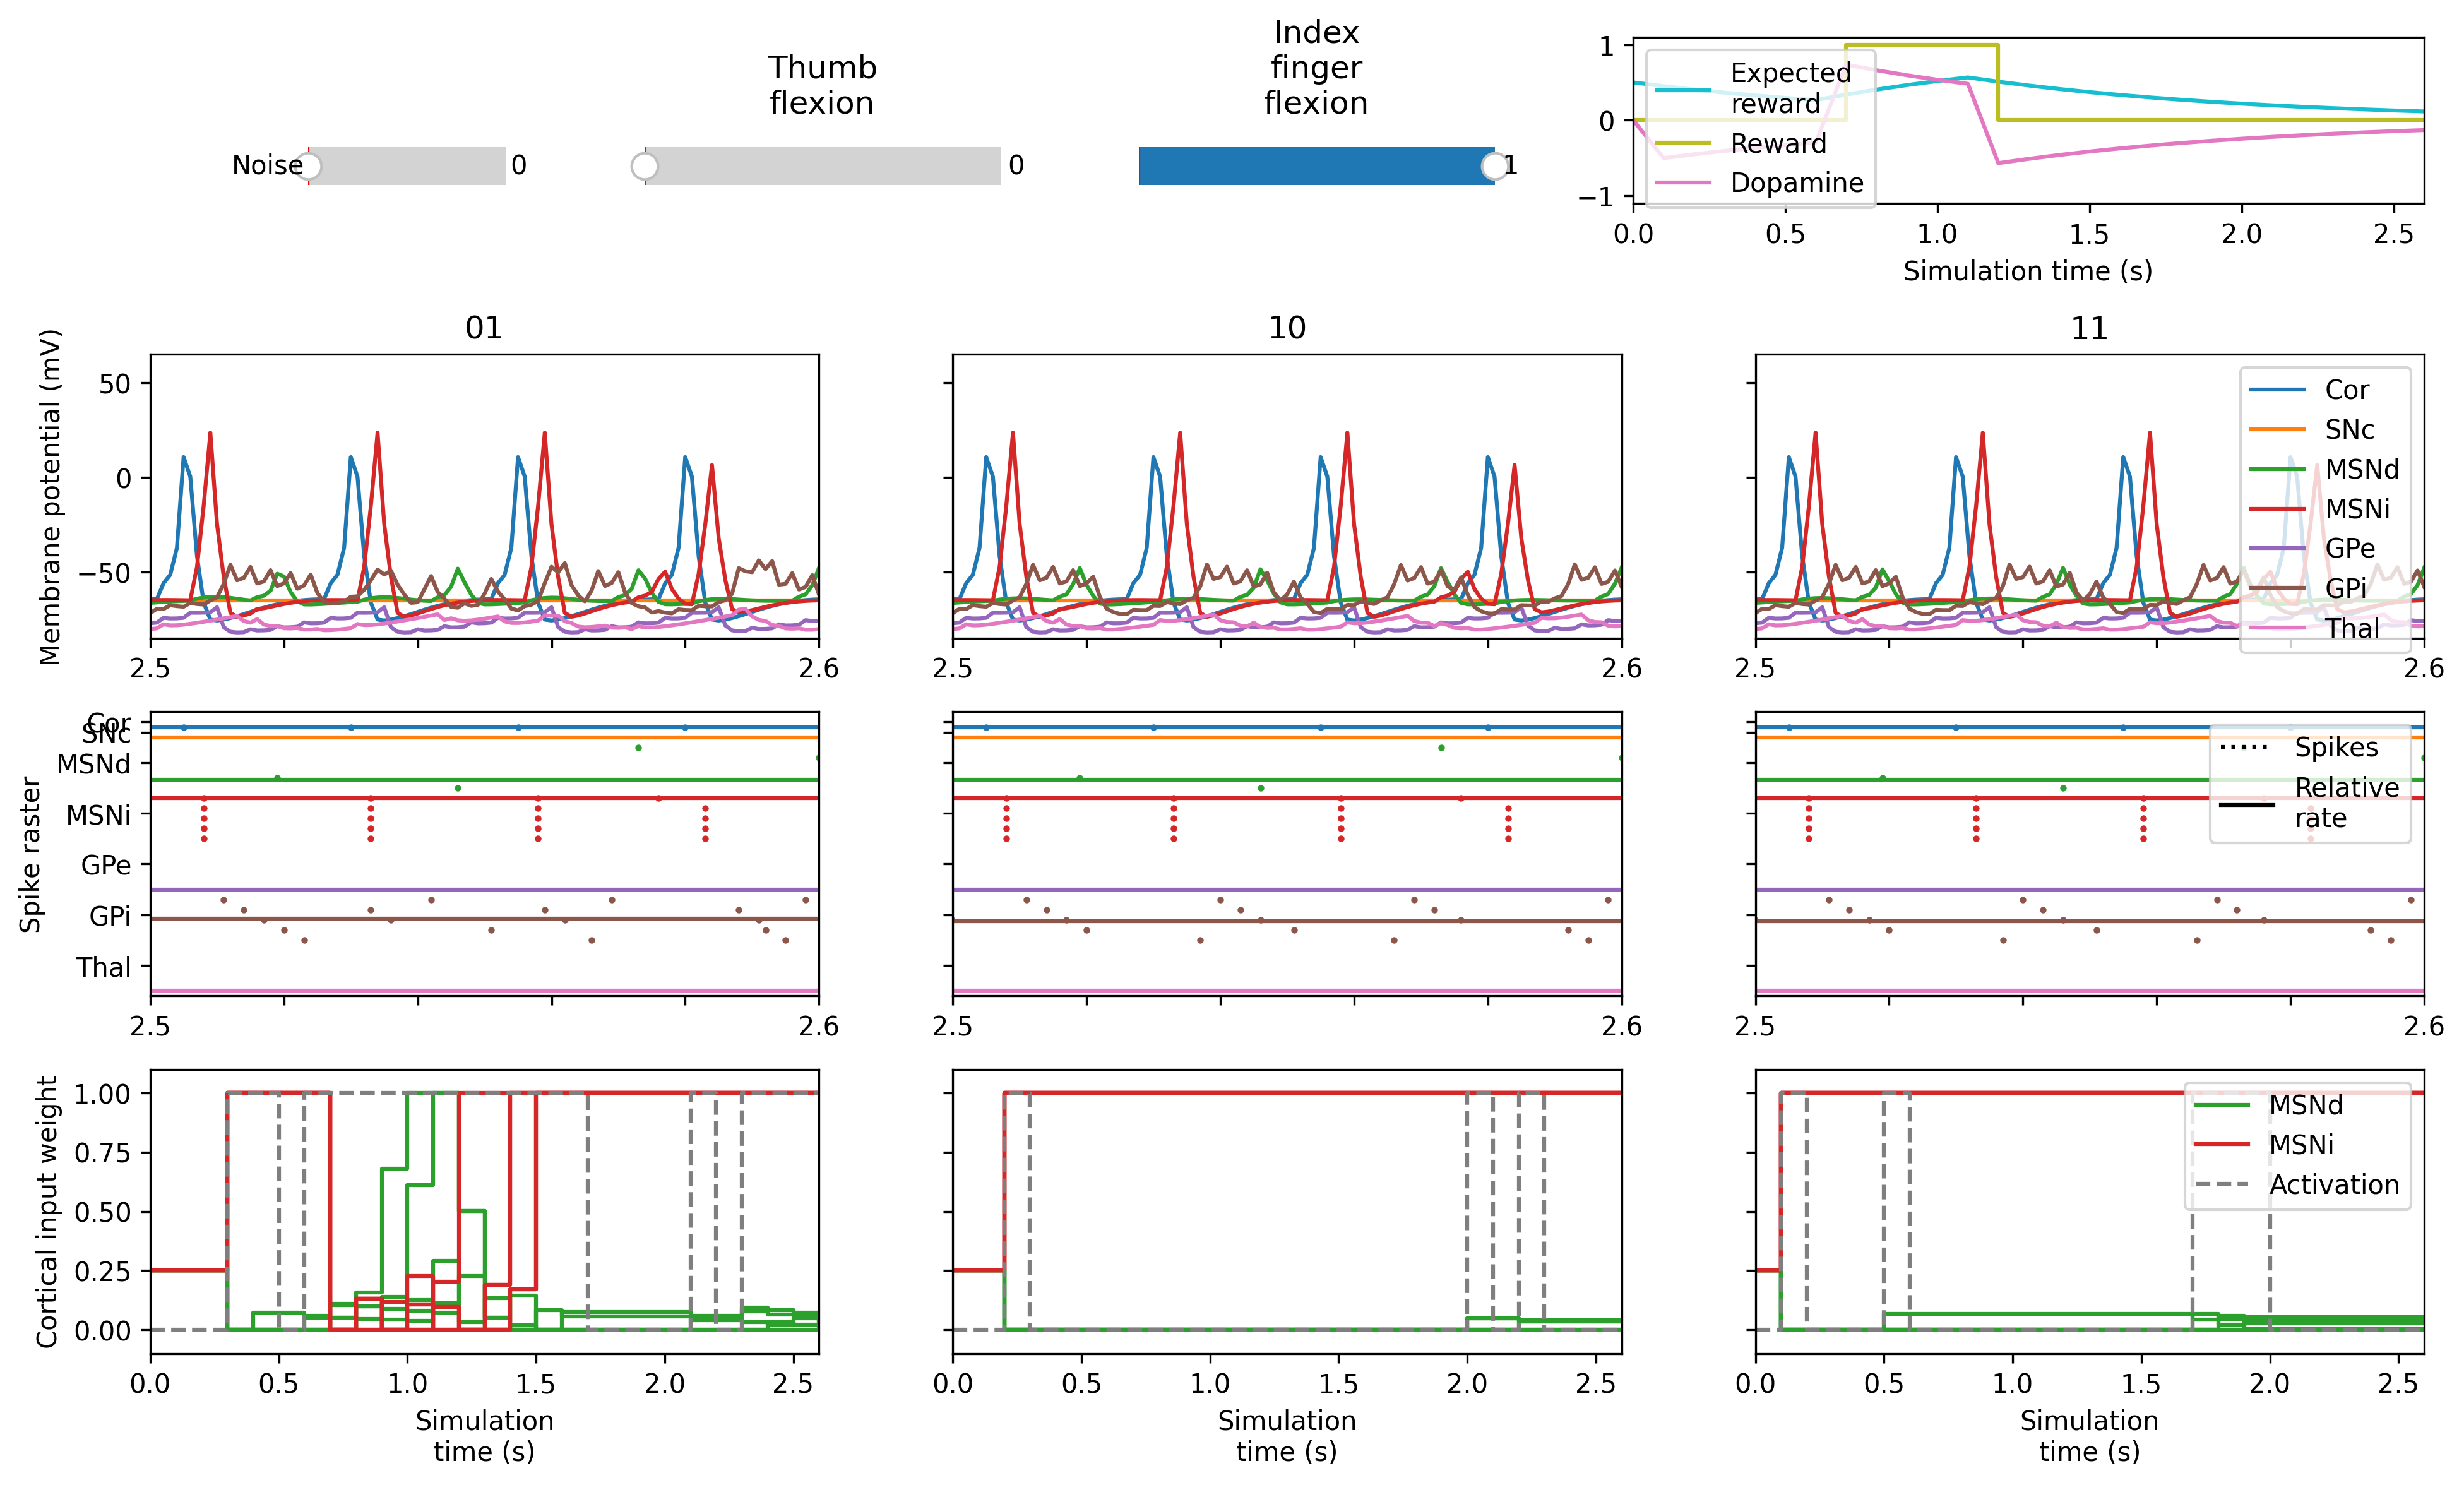 Thumb
flexion
Index
finger
flexion
Noise
0
0
1
1
0
−1
Expected
reward
Reward
Dopamine
0.0 0.5 1.0 1.5 2.0 2.5
Simulation time (s)
01
10
11
Membrane potential (mV)
50
0
−50
2.5 2.6
2.5 2.6
2.5 2.6
Cor
SNc
MSNd
MSNi
GPe
GPi
Thal
Spike raster
Cor
SNc
MSNd
MSNi
GPe
GPi
Thal
2.5 2.6
2.5 2.6
2.5 2.6
Spikes
Relative
rate
Cortical input weight
1.00
0.75
0.50
0.25
0.00
0.0 0.5 1.0 1.5 2.0 2.5
Simulation
time (s)
0.0 0.5 1.0 1.5 2.0 2.5
Simulation
time (s)
MSNd
MSNi
Activation
0.0 0.5 1.0 1.5 2.0 2.5
Simulation
time (s)